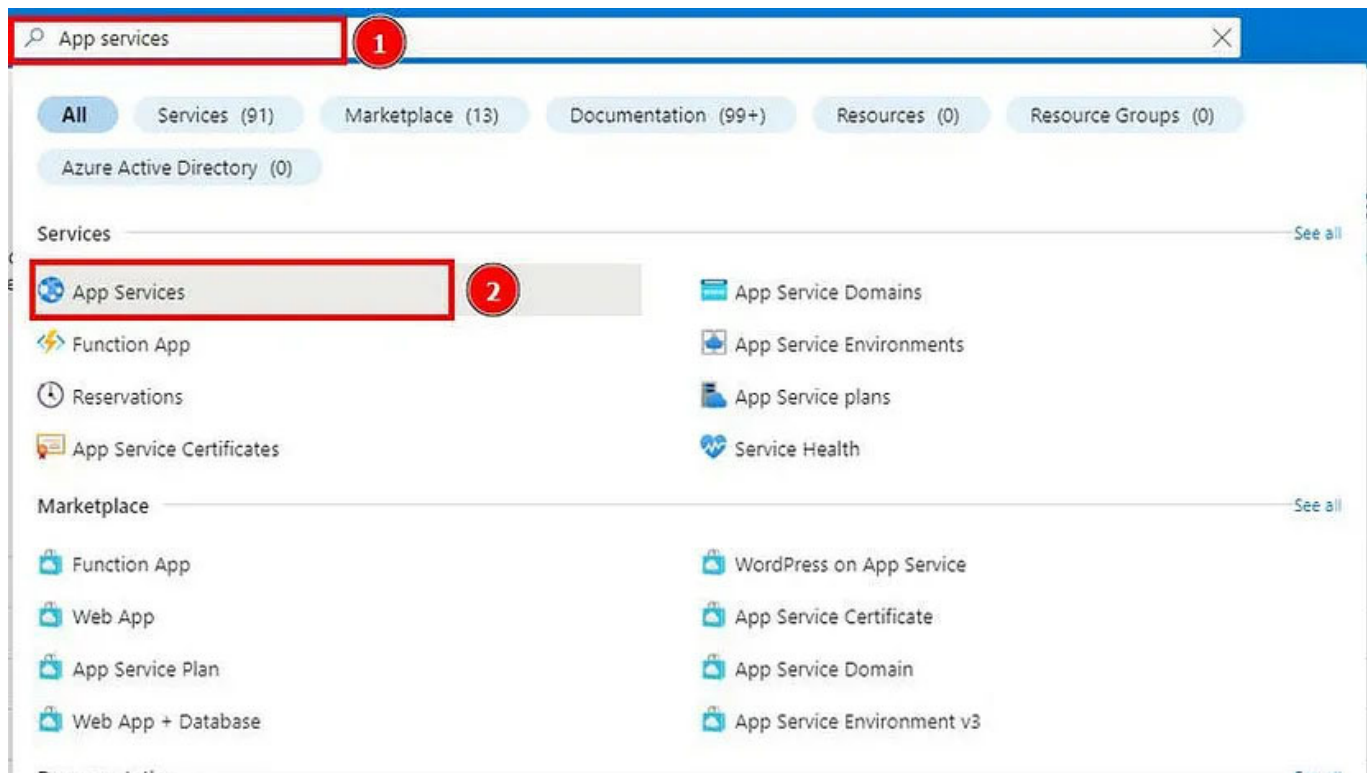 App services
1
All
Services (91)
Marketplace (13)
Documentation (99+)
Resources (0)
Resource Groups (0)
Azure Active Directory (0)
Services
See all
App Services
2
App Service Domains
Function App
App Service Environments
Reservations
App Service plans
App Service Certificates
Service Health
Marketplace
See all
Function App
WordPress on App Service
Web App
App Service Certificate
App Service Plan
App Service Domain
Web App + Database
App Service Environment v3